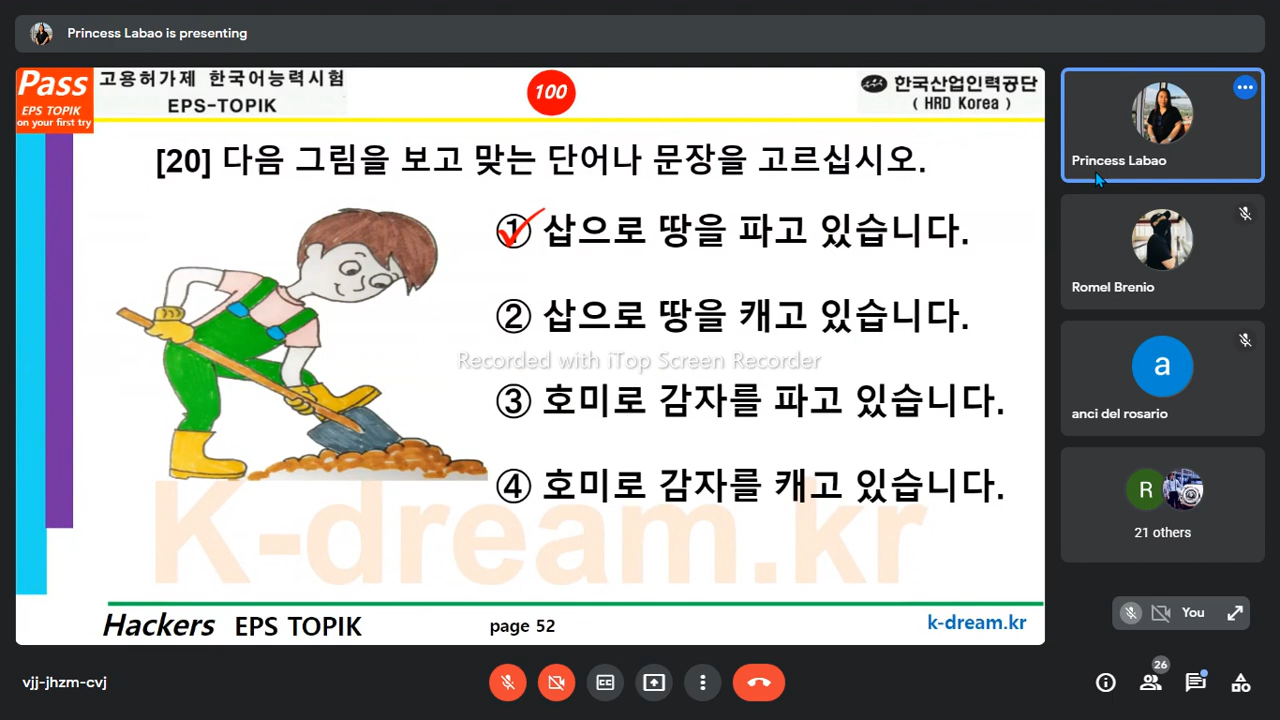 Princess Labao is presenting
Pass
EPS TOPIK
on your first try
고용허가제 한국어능력시험
EPS-TOPIK
100
한국산업인력공단
( HRD Korea )
[20] 다음 그림을 보고 맞는 단어나 문장을 고르십시오.
① 삽으로 땅을 파고 있습니다.
② 삽으로 땅을 캐고 있습니다.
Recorded with iTop Screen Recorder
③ 호미로 감자를 파고 있습니다.
④ 호미로 감자를 캐고 있습니다.
K-dream.kr
Hackers EPS TOPIK
page 52
k-dream.kr
Princess Labao
Romel Brenio
a
anci del rosario
R
21 others
You
vjj-jhzm-cvj
CC
26